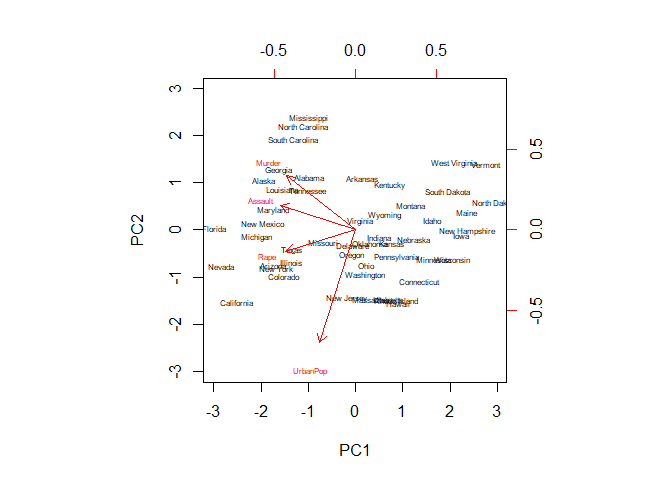 -0.5 0.0 0.5
3
2
1
0
-1
-2
-3
0.5
0.0
-0.5
PC2
Mississippi
North Carolina
South Carolina
Murder
West Virginia
Vermont
Georgia
Alabama
Arkansas
Alaska
Kentucky
Louisiana
Tennessee
South Dakota
Assault
North Dak
Maryland
Montana
Maine
Wyoming
New Mexico
Virginia
Idaho
Florida
New Hampshire
Michigan
Indiana
Iowa
Missouri
Nebraska
Delaware
Oklahoma
Kansas
Texas
Rape
Oregon
Pennsylvania
Illinois
Minnesota
Wisconsin
Nevada
Arizona
Ohio
New York
Colorado
Washington
Connecticut
California
New Jersey
Hawaii
UrbanPop
-3 -2 -1 0 1 2 3
PC1